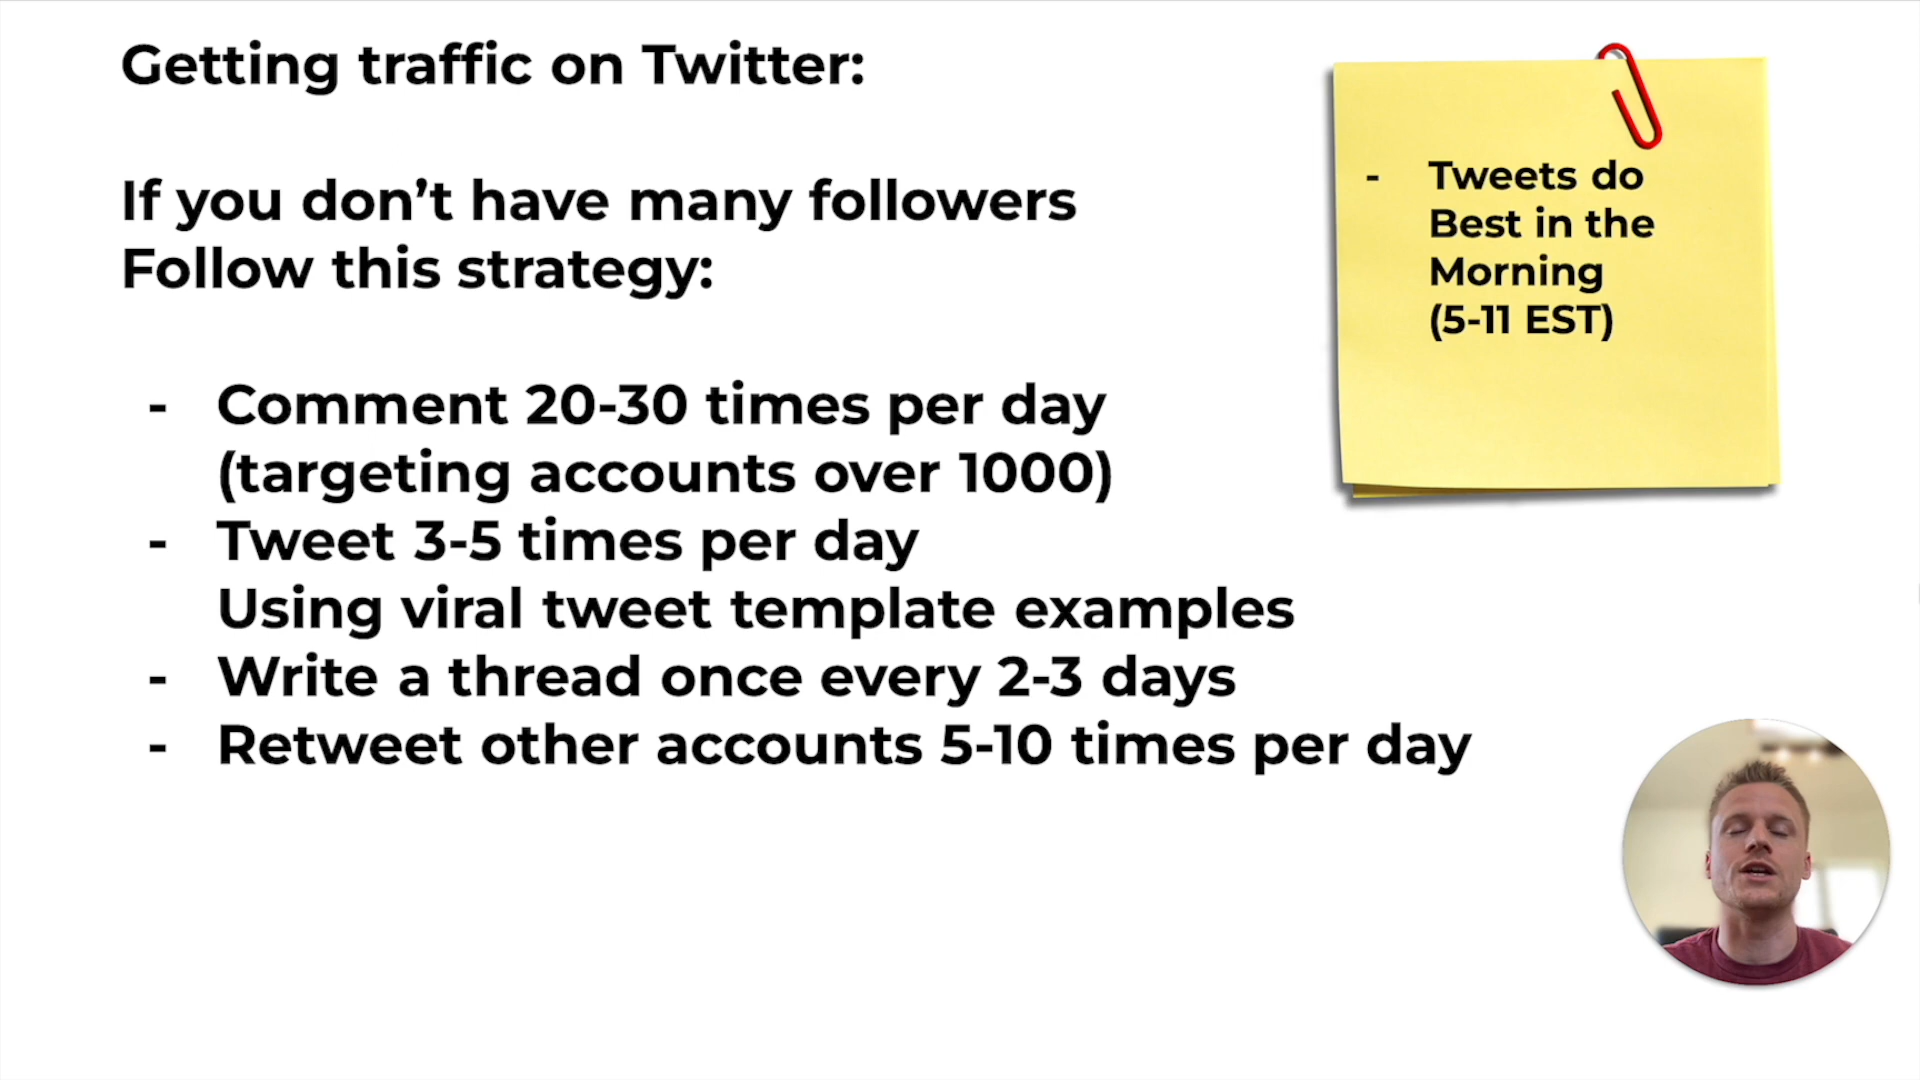 Getting traffic on Twitter:
If you don’t have many followers
Follow this strategy:
- Comment 20-30 times per day
(targeting accounts over 1000)
- Tweet 3-5 times per day
Using viral tweet template examples
- Write a thread once every 2-3 days
- Retweet other accounts 5-10 times per day
- Tweets do
Best in the
Morning
(5-11 EST)